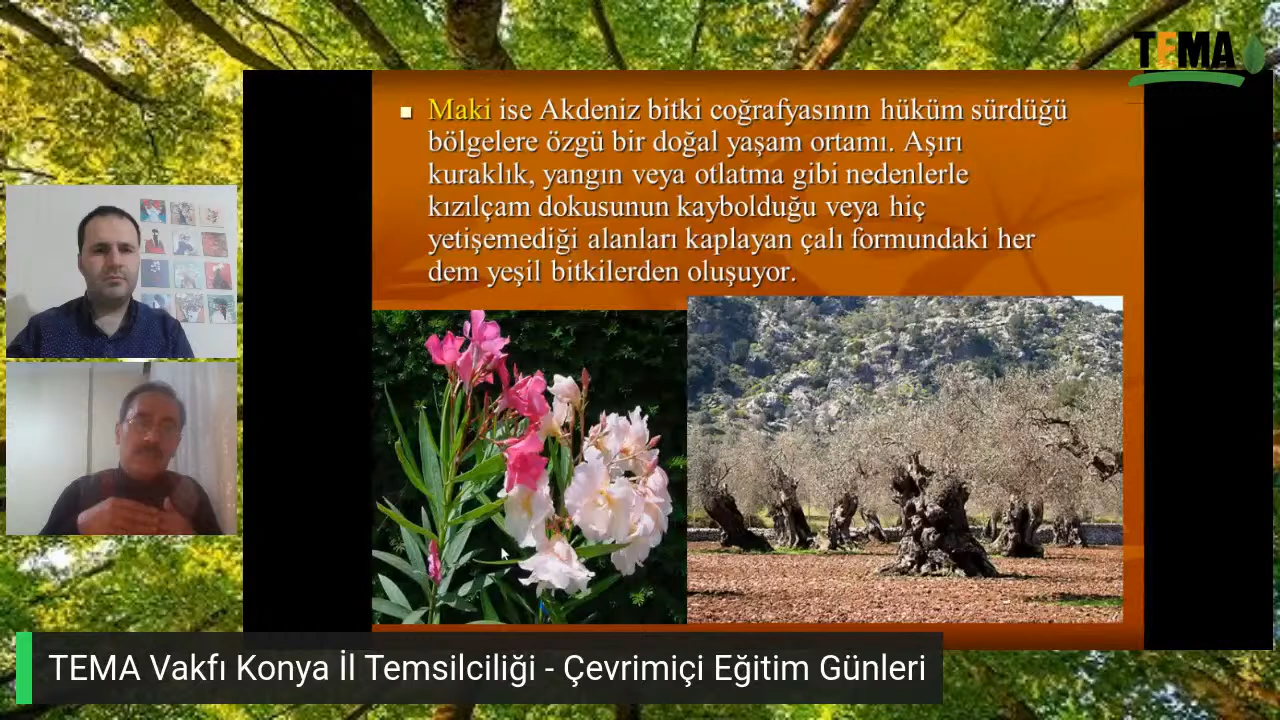 TEMA
Maki ise Akdeniz bitki coğrafyasının hüküm sürdüğü
bölgelere özgü bir doğal yaşam ortamı. Aşırı
kuraklık, yangın veya otlatma gibi nedenlerle
kızılçam dokusunun kaybolduğu veya hiç
yetişemediği alanları kaplayan çalı formundaki her
dem yeşil bitkilerden oluşuyor.
TEMA Vakfı Konya İl Temsilciliği - Çevrimiçi Eğitim Günleri